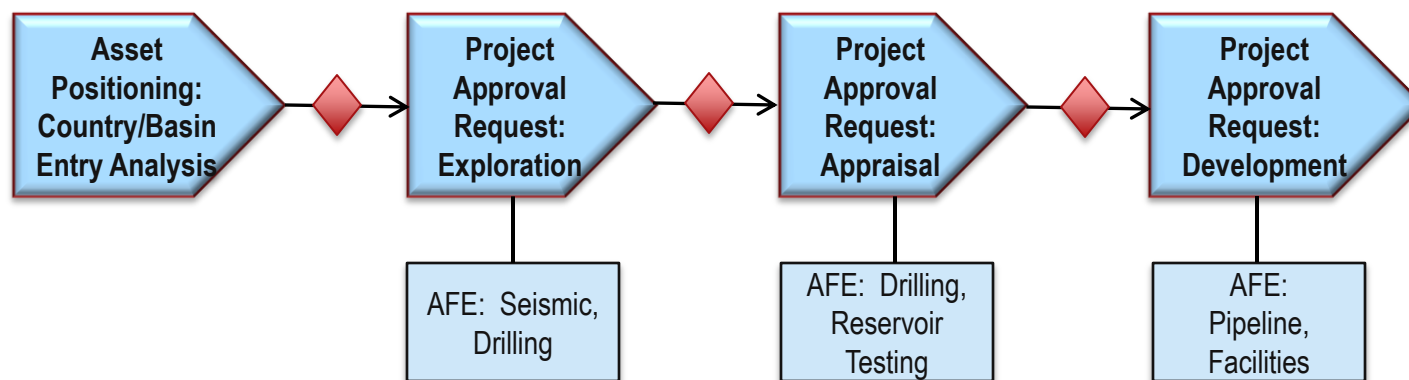 Asset
Positioning:
Country/Basin
Entry Analysis
Project
Approval
Request:
Exploration
Project
Approval
Request:
Appraisal
Project
Approval
Request:
Development
AFE: Seismic,
Drilling
AFE: Drilling,
Reservoir
Testing
AFE:
Pipeline,
Facilities